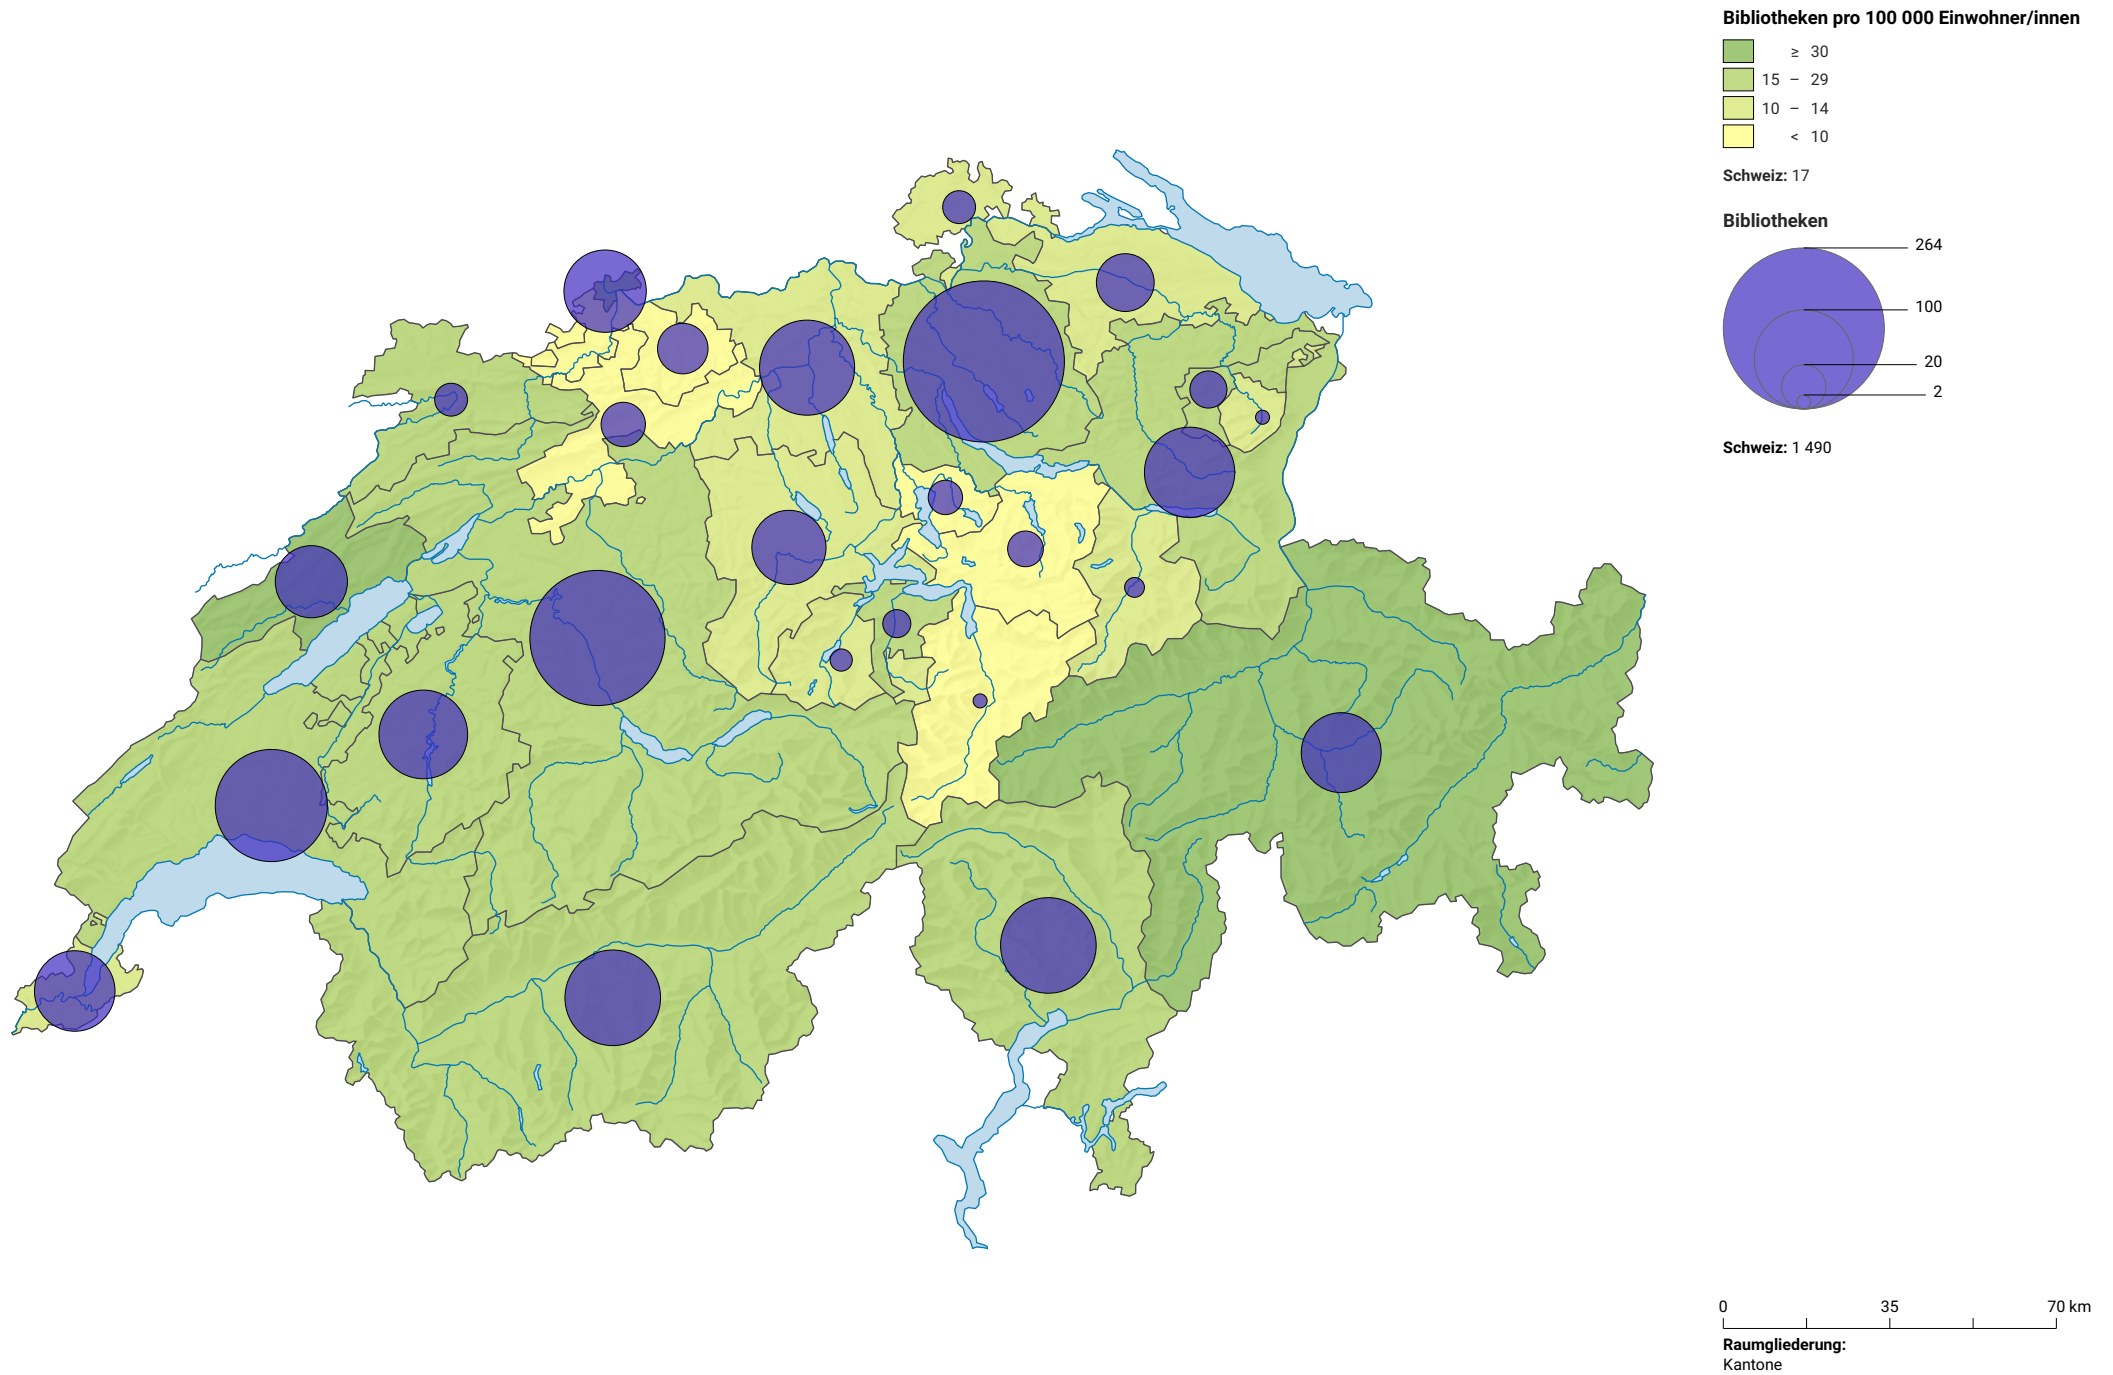 Bibliotheken pro 100 000 Einwohner/innen
≥ 30
15 – 29
10 – 14
< 10
Schweiz: 17
Bibliotheken
264
100
20
2
Schweiz: 1 490
0 35 70 km
Raumgliederung:
Kantone